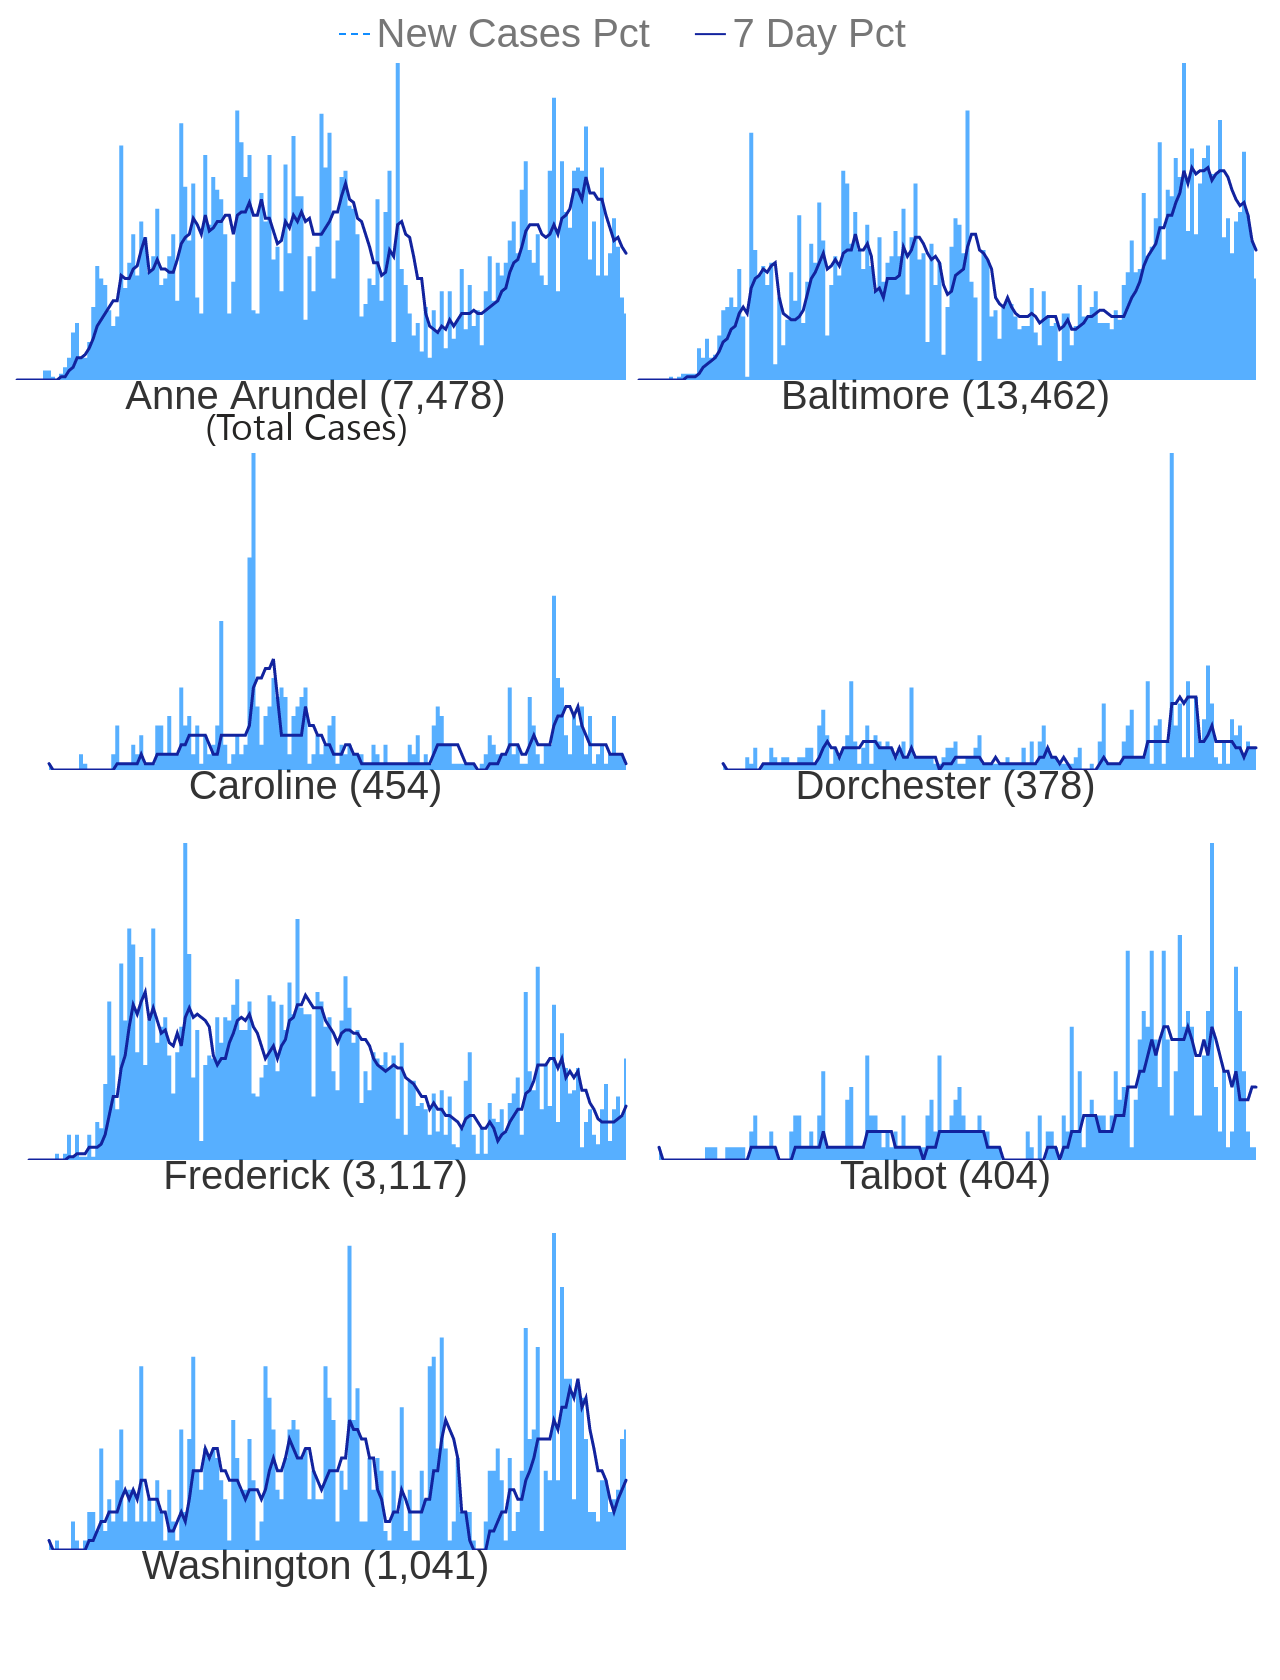 New Cases Pct 7 Day Pct
Anne Arundel (7,478) Baltimore (13,462)
(Total Cases)
Caroline (454) Dorchester (378)
Frederick (3,117) Talbot (404)
Washington (1,041)